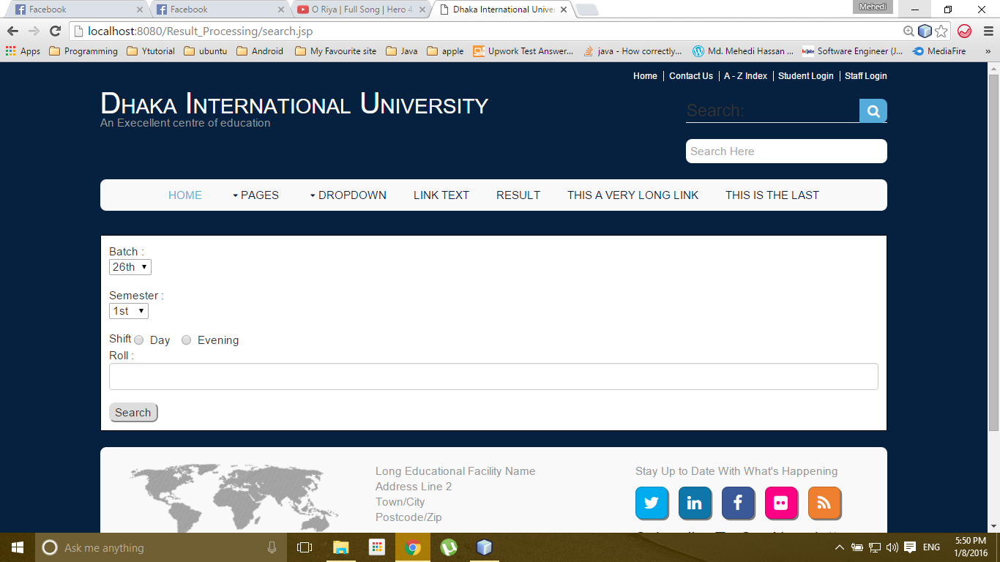 Facebook
Facebook
O Riya | Full Song | Hero 4
Dhaka International Univer
Mehedi
localhost:8080/Result_Processing/search.jsp
Apps Programming Ytutorial ubuntu Android My Favourite site Java apple Upwork Test Answer... java - How correctly... Md. Mehedi Hassan ... Software Engineer (J... MediaFire »
Home Contact Us A - Z Index Student Login Staff Login
Dhaka International University
An Execellent centre of education
Search:
Search Here
HOME PAGES DROPDOWN LINK TEXT RESULT THIS A VERY LONG LINK THIS IS THE LAST
Batch :
26th
Semester :
1st
Shift Day Evening
Roll :
Search
Long Educational Facility Name
Address Line 2
Town/City
Postcode/Zip
Stay Up to Date With What's Happening
Ask me anything
ENG
5:50 PM
1/8/2016